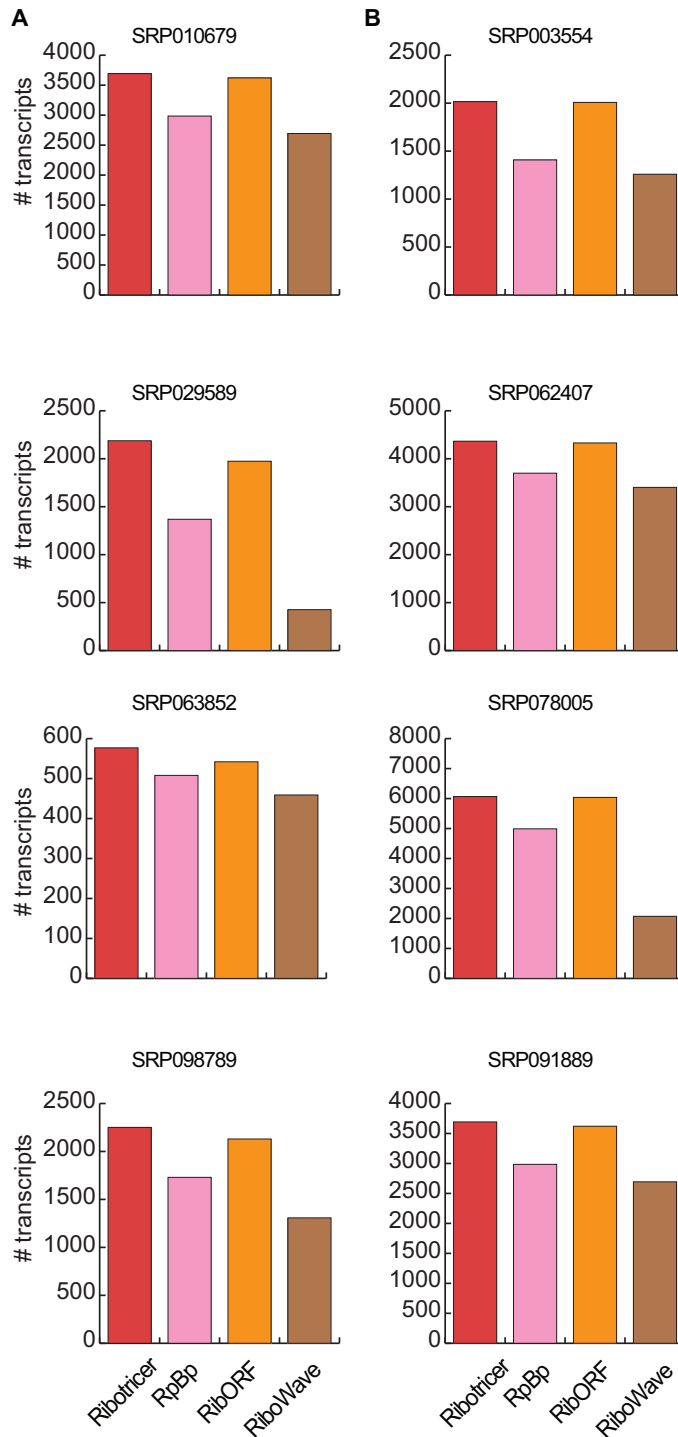 A
B
SRP010679
SRP003554
# transcripts
4000
3500
3000
2500
2000
1500
1000
500
0
2500
2000
1500
1000
500
0
SRP029589
SRP062407
# transcripts
2500
2000
1500
1000
500
0
5000
4000
3000
2000
1000
0
SRP063852
SRP078005
# transcripts
600
500
400
300
200
100
0
8000
7000
6000
5000
4000
3000
2000
1000
0
SRP098789
SRP091889
# transcripts
2500
2000
1500
1000
500
0
4000
3500
3000
2500
2000
1500
1000
500
0
Ribotricer
RpBp
RibORF
RiboWave
Ribotricer
RpBp
RibORF
RiboWave